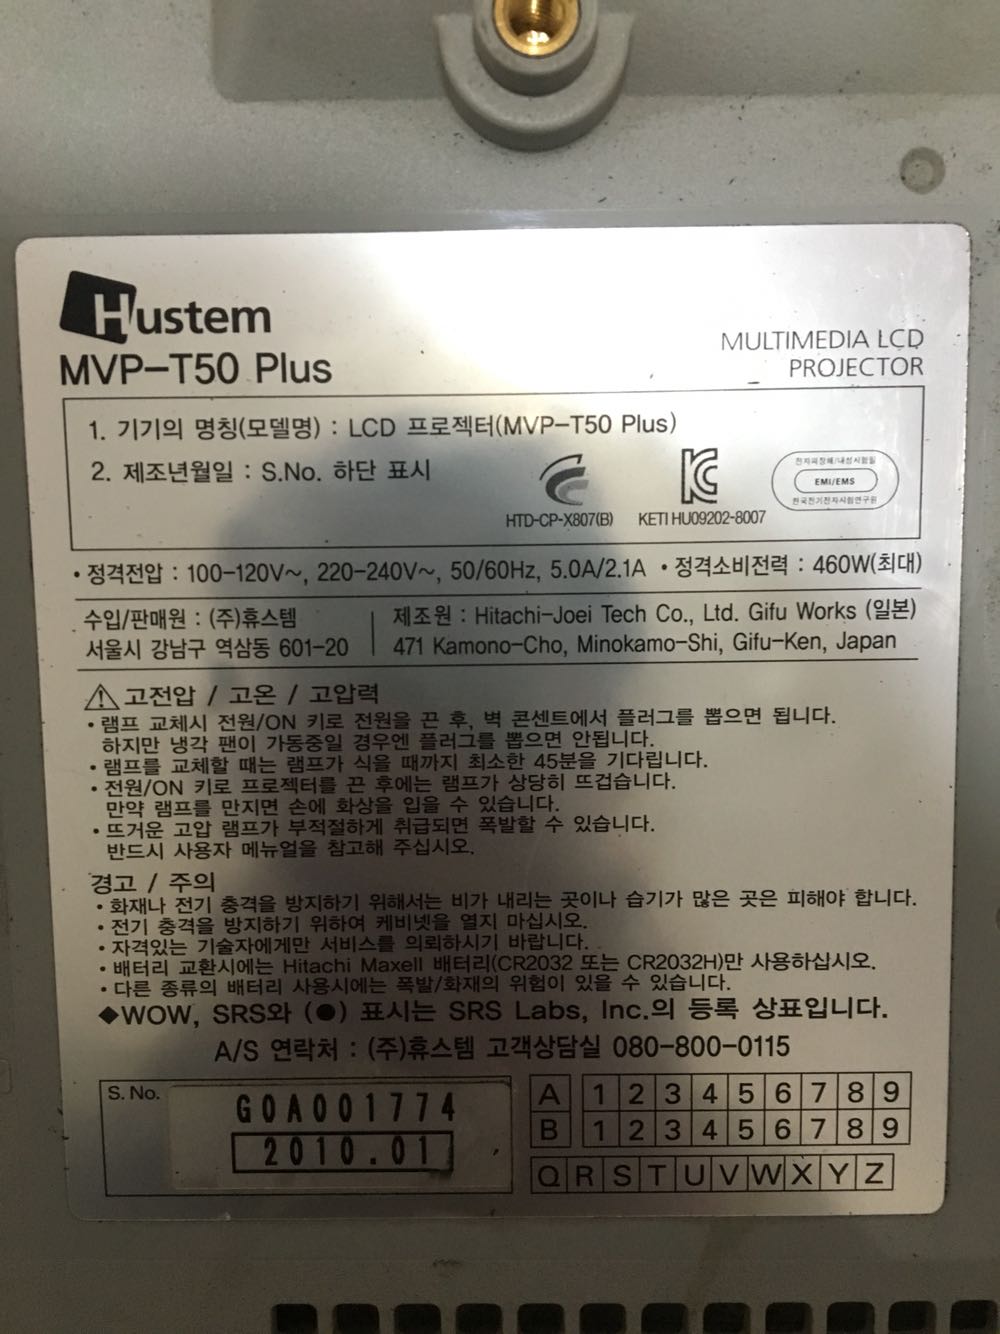 Hustem
MVP-T50 Plus
MULTIMEDIA LCD
PROJECTOR
1. 기기의 명칭(모델명) : LCD 프로젝터(MVP-T50 Plus)
2. 제조년월일 : S.No. 하단 표시
HTD-CP-X807(B)
KETI HU09202-8007
전자파장해/내성시험필
EMI/EMS
한국전기전자시험연구원
• 정격전압 : 100-120V~, 220-240V~, 50/60Hz, 5.0A/2.1A • 정격소비전력 : 460W(최대)
수입/판매원 : (주)휴스템
서울시 강남구 역삼동 601-20
제조원 : Hitachi-Joei Tech Co., Ltd. Gifu Works (일본)
471 Kamono-Cho, Minokamo-Shi, Gifu-Ken, Japan
⚠ 고전압 / 고온 / 고압력
• 램프 교체시 전원/ON 키로 전원을 끈 후, 벽 콘센트에서 플러그를 뽑으면 됩니다.
하지만 냉각 팬이 가동중일 경우엔 플러그를 뽑으면 안됩니다.
• 램프를 교체할 때는 램프가 식을 때까지 최소한 45분을 기다립니다.
• 전원/ON 키로 프로젝터를 끈 후에는 램프가 상당히 뜨겁습니다.
만약 램프를 만지면 손에 화상을 입을 수 있습니다.
• 뜨거운 고압 램프가 부적절하게 취급되면 폭발할 수 있습니다.
반드시 사용자 메뉴얼을 참고해 주십시오.
경고 / 주의
• 화재나 전기 충격을 방지하기 위해서는 비가 내리는 곳이나 습기가 많은 곳은 피해야 합니다.
• 전기 충격을 방지하기 위하여 케비넷을 열지 마십시오.
• 자격있는 기술자에게만 서비스를 의뢰하시기 바랍니다.
• 배터리 교환시에는 Hitachi Maxell 배터리(CR2032 또는 CR2032H)만 사용하십시오.
• 다른 종류의 배터리 사용시에는 폭발/화재의 위험이 있을 수 있습니다.
◆WOW, SRS와 (●) 표시는 SRS Labs, Inc.의 등록 상표입니다.
A/S 연락처 : (주)휴스템 고객상담실 080-800-0115
S. No.
G0A001774
2010.01
A 1 2 3 4 5 6 7 8 9
B 1 2 3 4 5 6 7 8 9
Q R S T U V W X Y Z